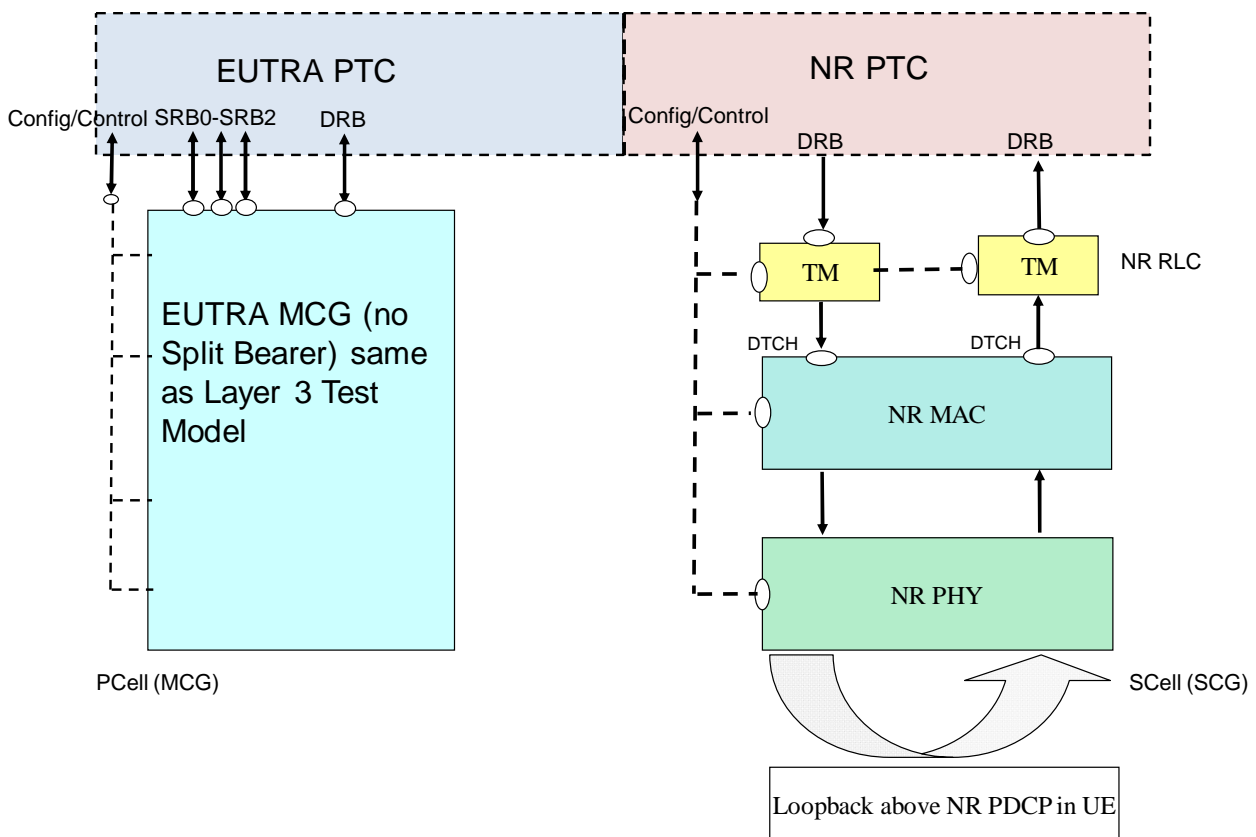 EUTRA PTC
NR PTC
Config/Control
SRB0-SRB2
DRB
Config/Control
DRB
DRB
TM
TM
NR RLC
EUTRA MCG (no
Split Bearer) same
as Layer 3 Test
Model
DTCH
DTCH
NR MAC
NR PHY
PCell (MCG)
SCell (SCG)
Loopback above NR PDCP in UE